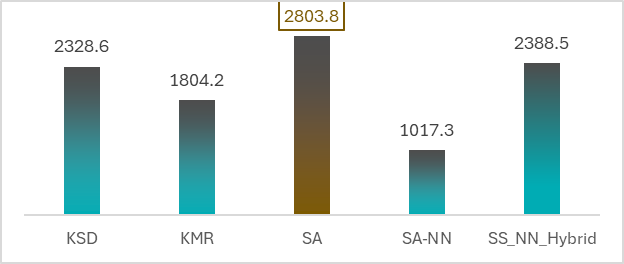 2803.8
2328.6
1804.2
1017.3
2388.5
KSD
KMR
SA
SA-NN
SS_NN_Hybrid